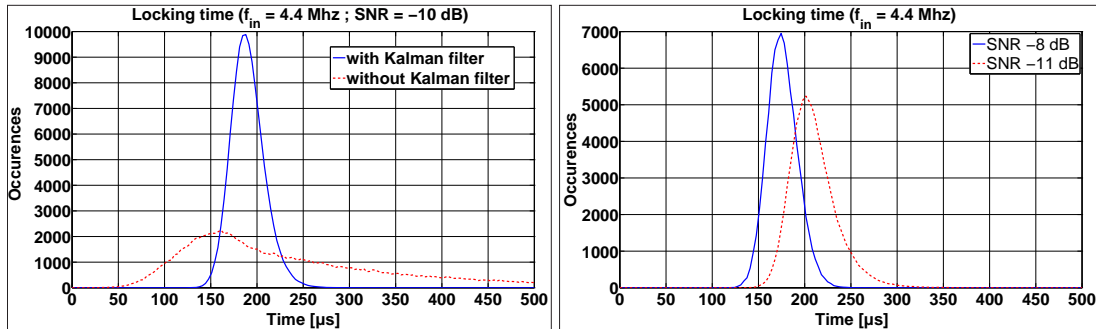 Locking time (f_in = 4.4 Mhz ; SNR = −10 dB)
10000
9000
8000
7000
6000
5000
4000
3000
2000
1000
0
Occurences
with Kalman filter
without Kalman filter
0 50 100 150 200 250 300 350 400 450 500
Time [µs]
Locking time (f_in = 4.4 Mhz)
7000
6000
5000
4000
3000
2000
1000
0
Occurences
SNR −8 dB
SNR −11 dB
0 50 100 150 200 250 300 350 400 450 500
Time [µs]